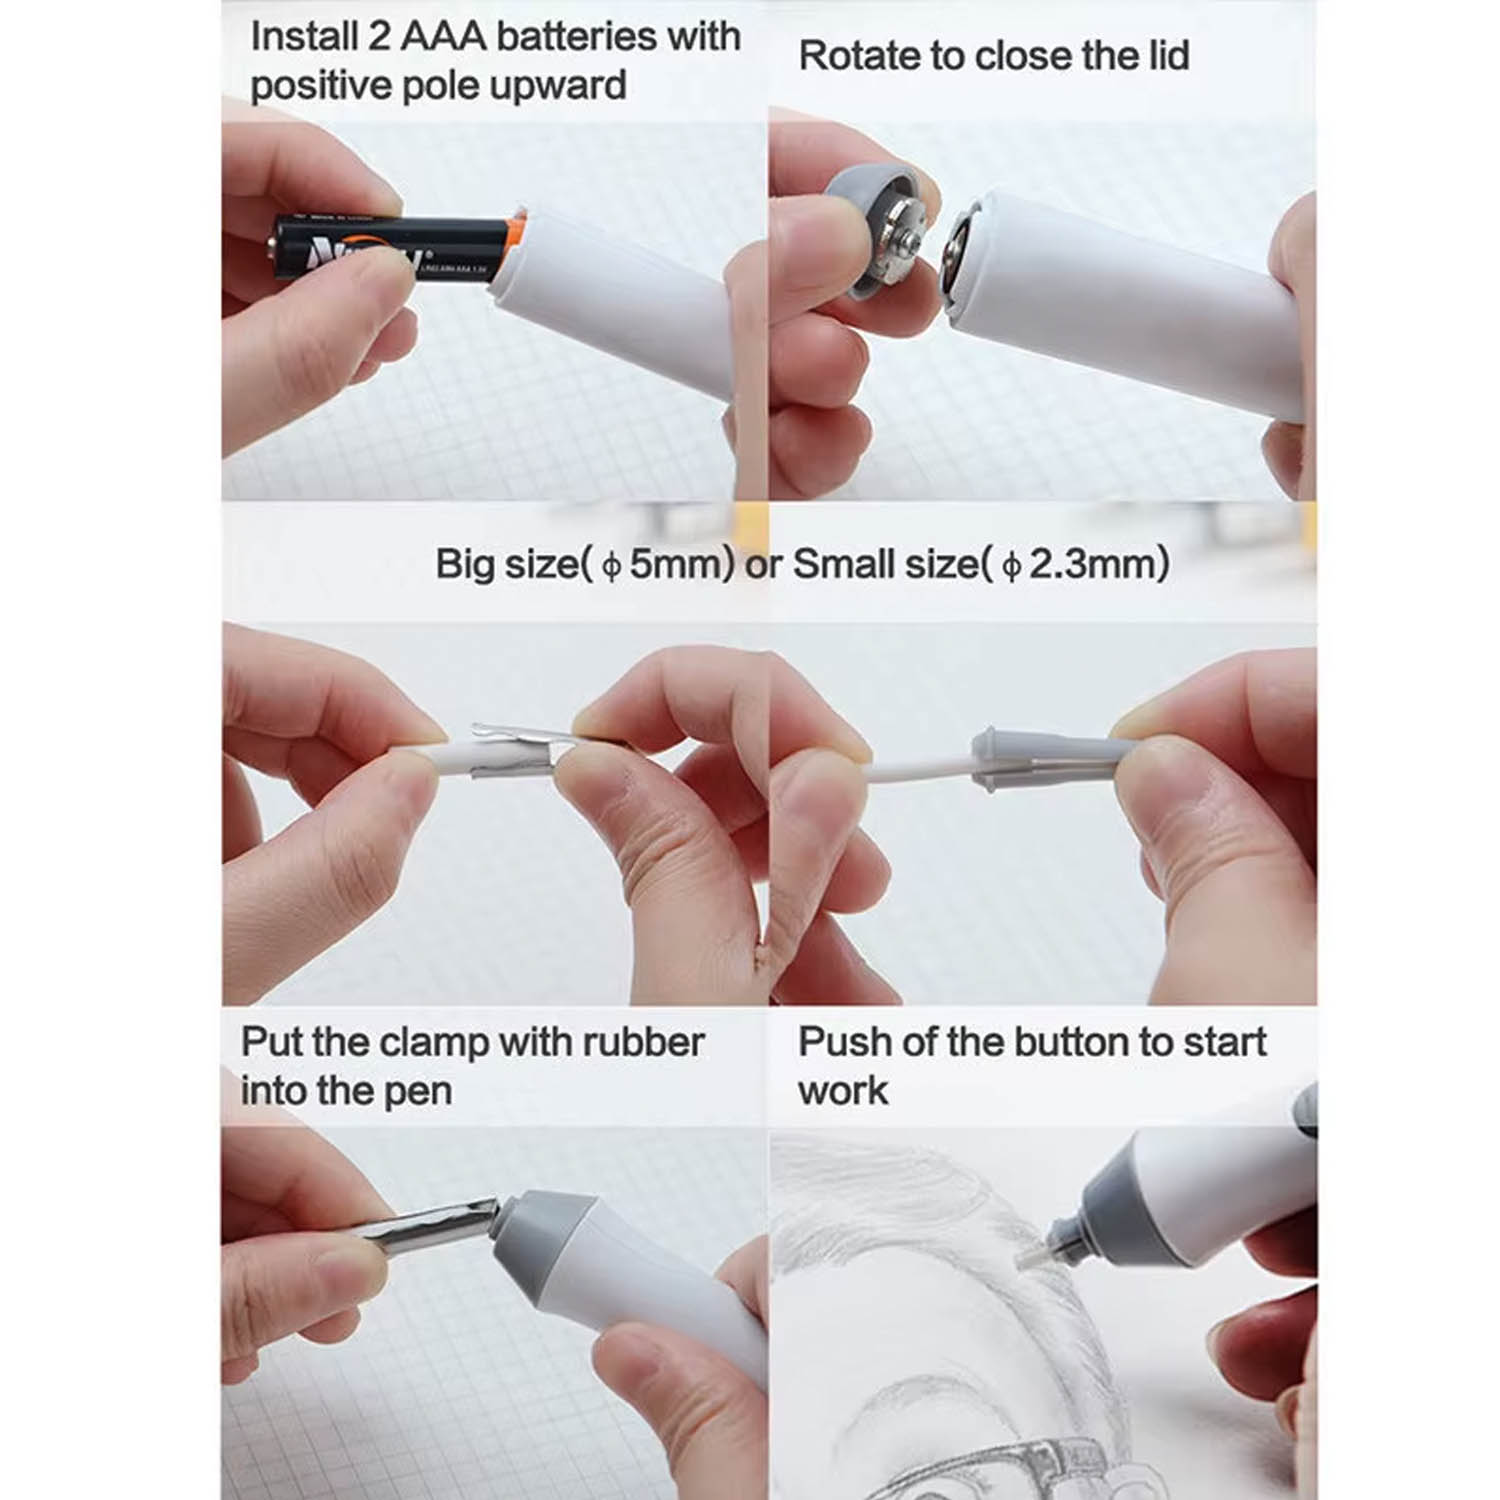 Install 2 AAA batteries with
positive pole upward
Rotate to close the lid
Big size(ϕ5mm) or Small size(ϕ2.3mm)
Put the clamp with rubber
into the pen
Push of the button to start
work